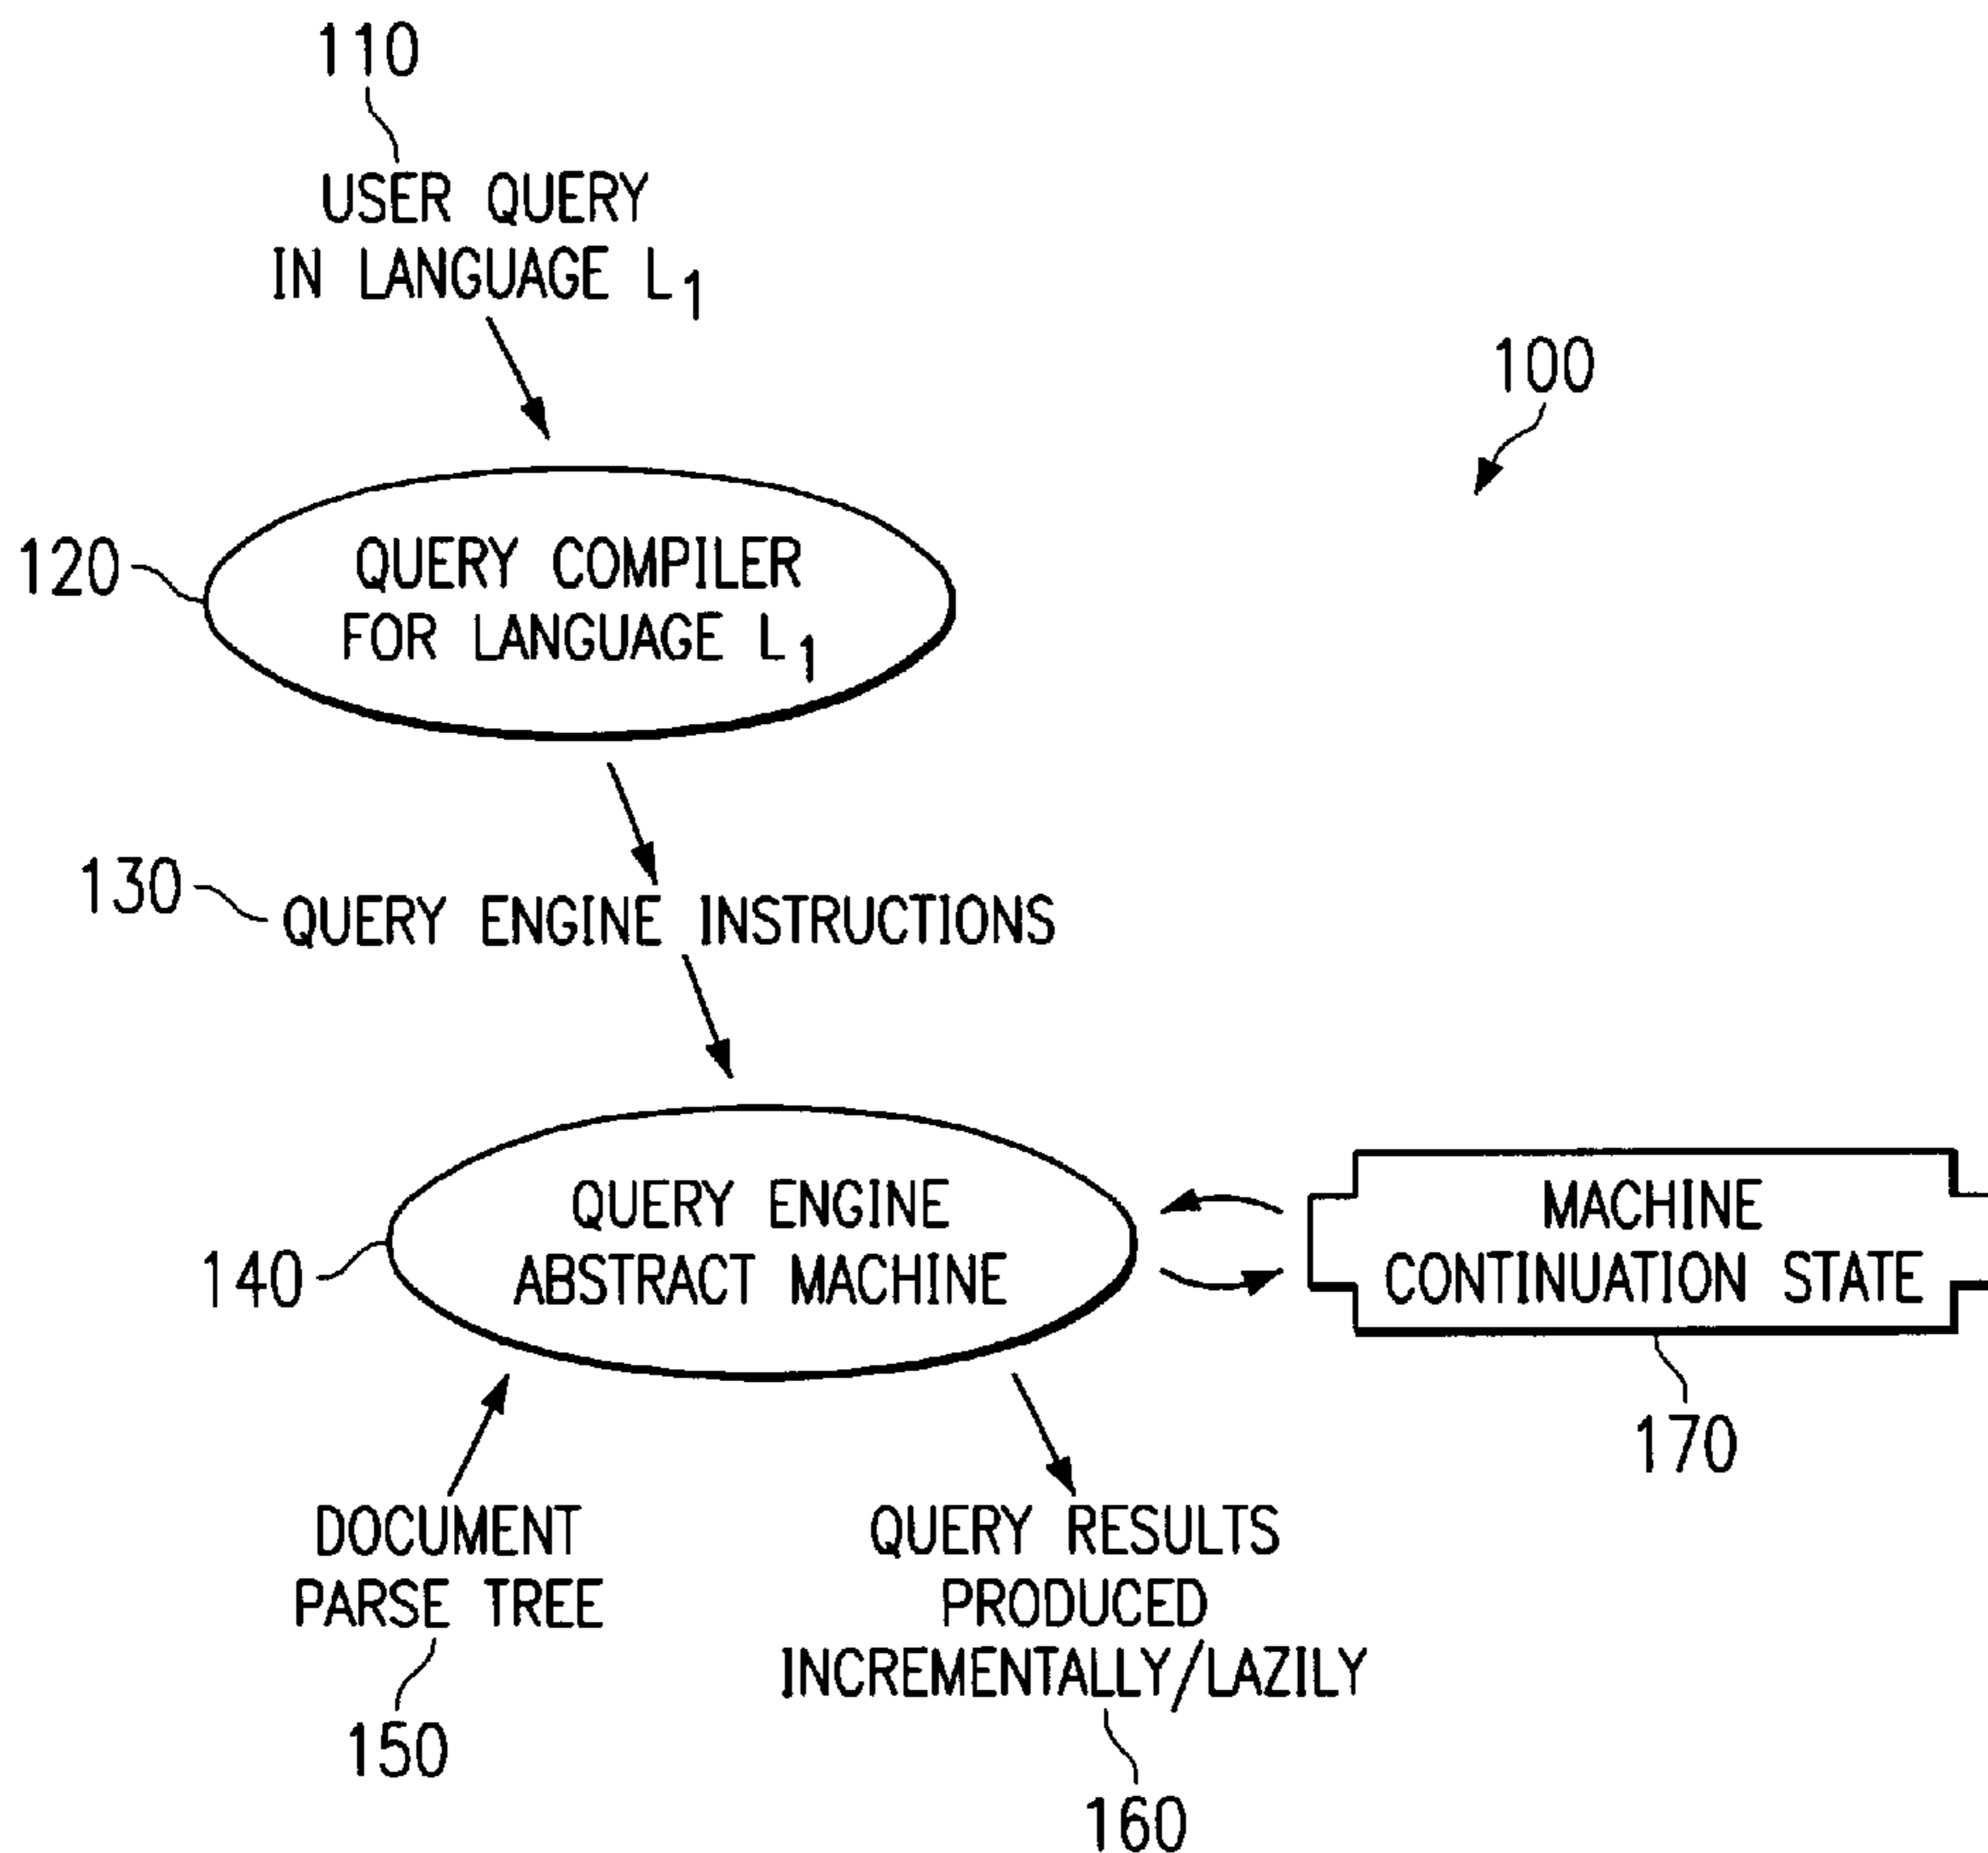 110
USER QUERY
IN LANGUAGE L1
100
120
QUERY COMPILER
FOR LANGUAGE L1
130
QUERY ENGINE INSTRUCTIONS
140
QUERY ENGINE
ABSTRACT MACHINE
MACHINE
CONTINUATION STATE
170
DOCUMENT
PARSE TREE
150
QUERY RESULTS
PRODUCED
INCREMENTALLY/LAZILY
160